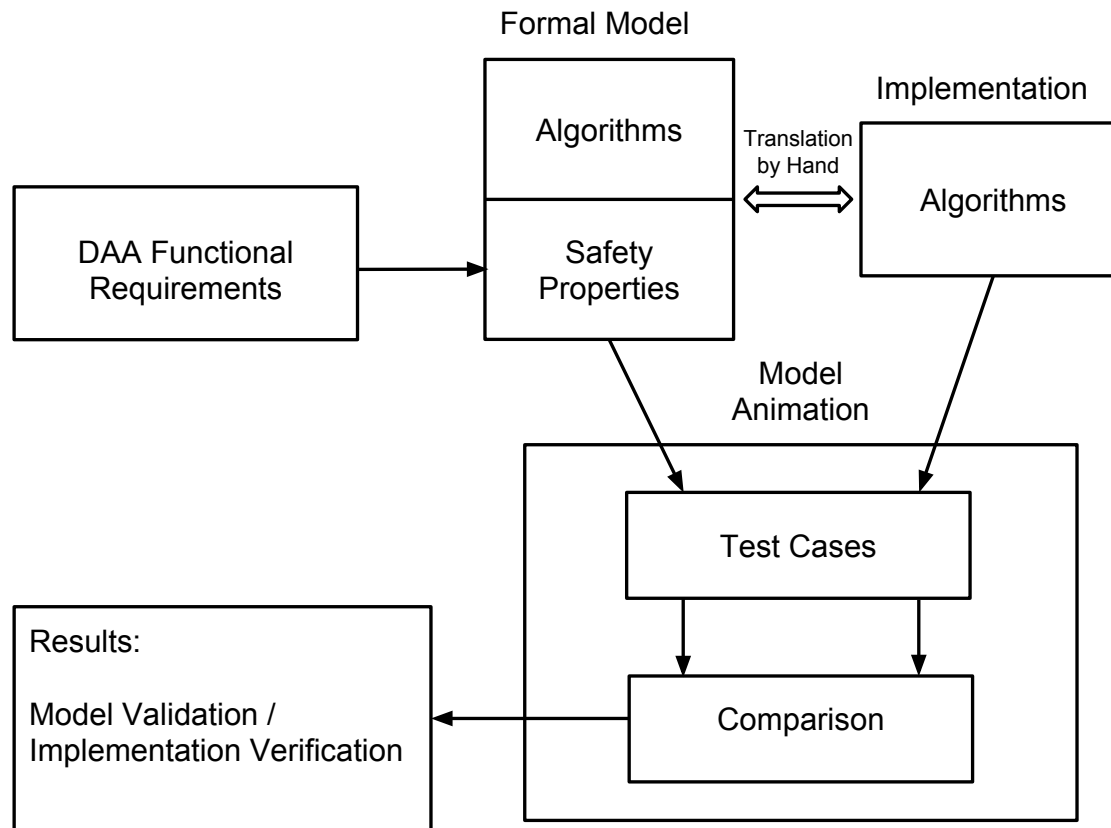 Formal Model
Algorithms
Safety
Properties
Implementation
Algorithms
Translation
by Hand
DAA Functional
Requirements
Model
Animation
Test Cases
Comparison
Results:
Model Validation /
Implementation Verification